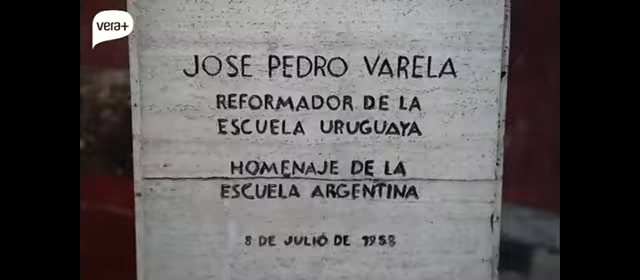 vera+
JOSE PEDRO VARELA
REFORMADOR DE LA
ESCUELA URUGUAYA
HOMENAJE DE LA
ESCUELA ARGENTINA
8 DE JULIO DE 1958